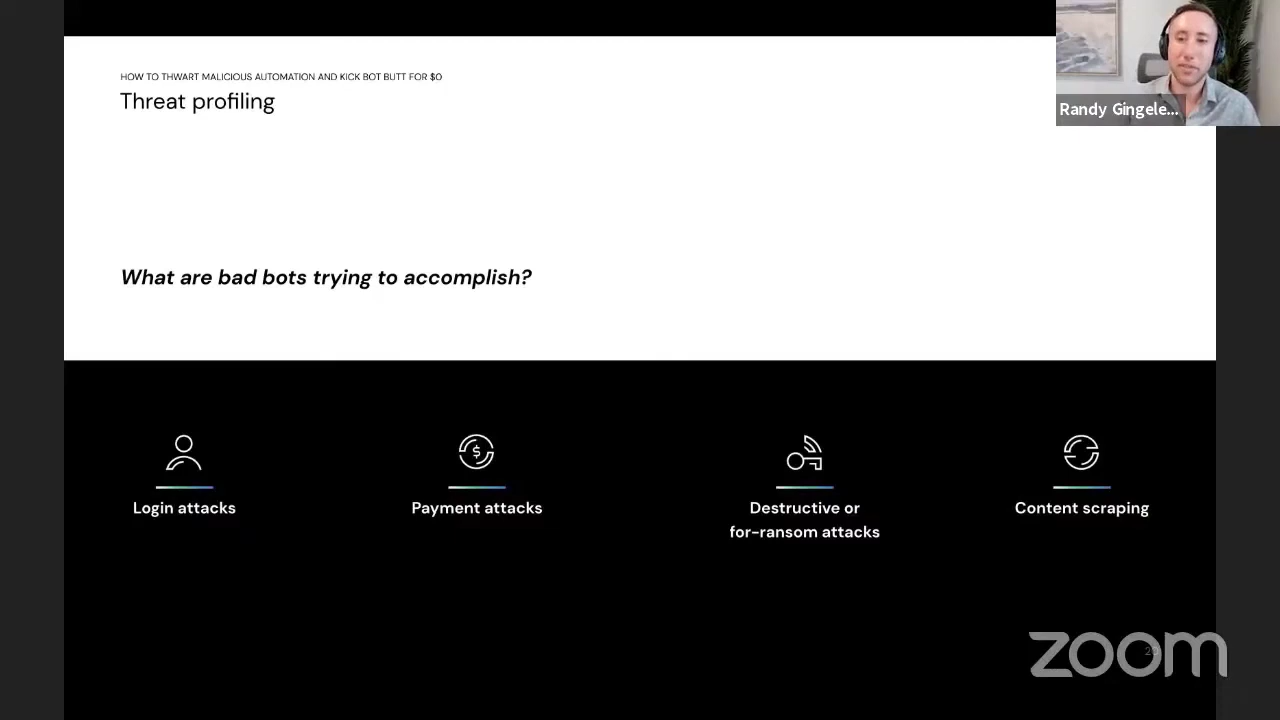 HOW TO THWART MALICIOUS AUTOMATION AND KICK BOT BUTT FOR $0
Threat profiling
Randy Gingele...
What are bad bots trying to accomplish?
$
Login attacks
Payment attacks
Destructive or
for-ransom attacks
Content scraping
zoom